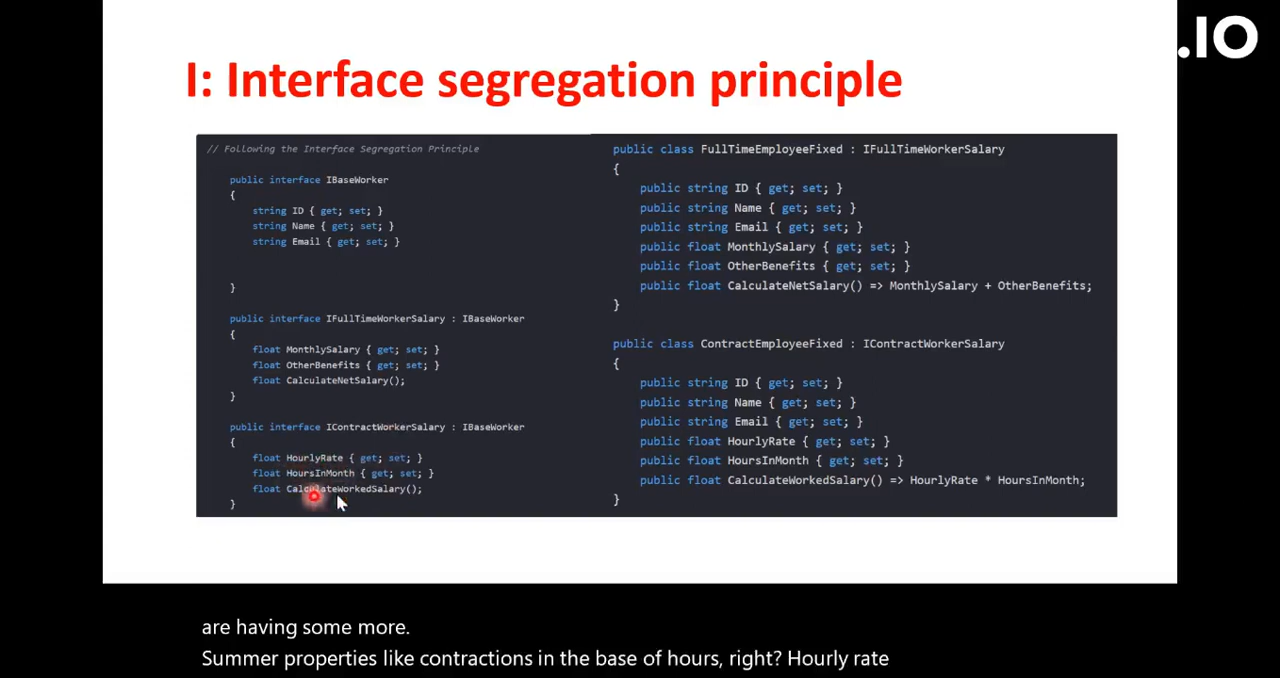 .IO
I: Interface segregation principle
// Following the Interface Segregation Principle
public interface IBaseWorker
{
string ID { get; set; }
string Name { get; set; }
string Email { get; set; }
}
public interface IFullTimeWorkerSalary : IBaseWorker
{
float MonthlySalary { get; set; }
float OtherBenefits { get; set; }
float CalculateNetSalary();
}
public interface IContractWorkerSalary : IBaseWorker
{
float HourlyRate { get; set; }
float HoursInMonth { get; set; }
float CalculateWorkedSalary();
}
public class FullTimeEmployeeFixed : IFullTimeWorkerSalary
{
public string ID { get; set; }
public string Name { get; set; }
public string Email { get; set; }
public float MonthlySalary { get; set; }
public float OtherBenefits { get; set; }
public float CalculateNetSalary() => MonthlySalary + OtherBenefits;
}
public class ContractEmployeeFixed : IContractWorkerSalary
{
public string ID { get; set; }
public string Name { get; set; }
public string Email { get; set; }
public float HourlyRate { get; set; }
public float HoursInMonth { get; set; }
public float CalculateWorkedSalary() => HourlyRate * HoursInMonth;
}
are having some more.
Summer properties like contractions in the base of hours, right? Hourly rate